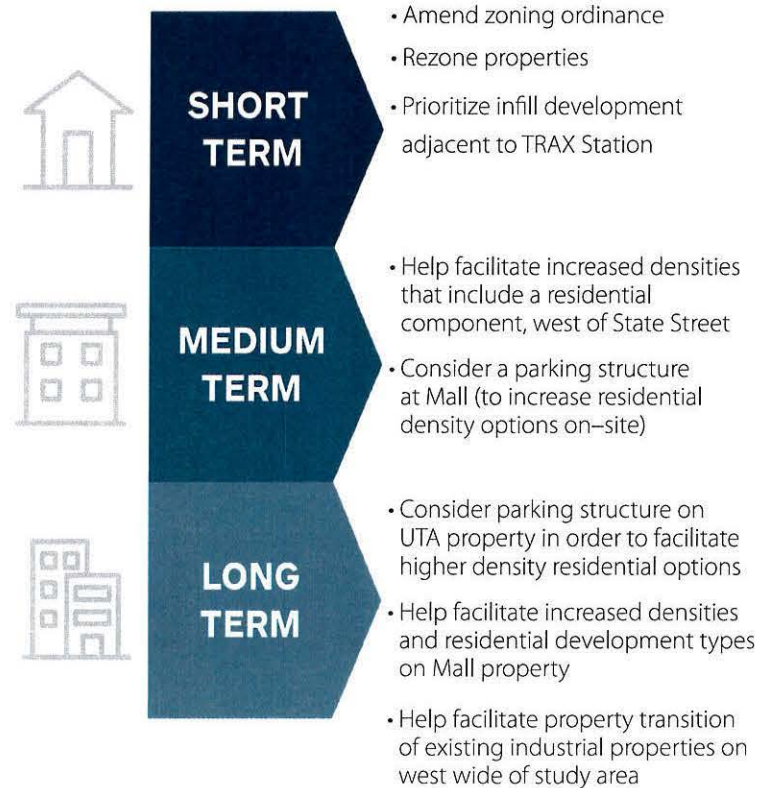 SHORT
TERM
• Amend zoning ordinance
• Rezone properties
• Prioritize infill development
adjacent to TRAX Station
MEDIUM
TERM
• Help facilitate increased densities
that include a residential
component, west of State Street
• Consider a parking structure
at Mall (to increase residential
density options on–site)
LONG
TERM
• Consider parking structure on
UTA property in order to facilitate
higher density residential options
• Help facilitate increased densities
and residential development types
on Mall property
• Help facilitate property transition
of existing industrial properties on
west wide of study area